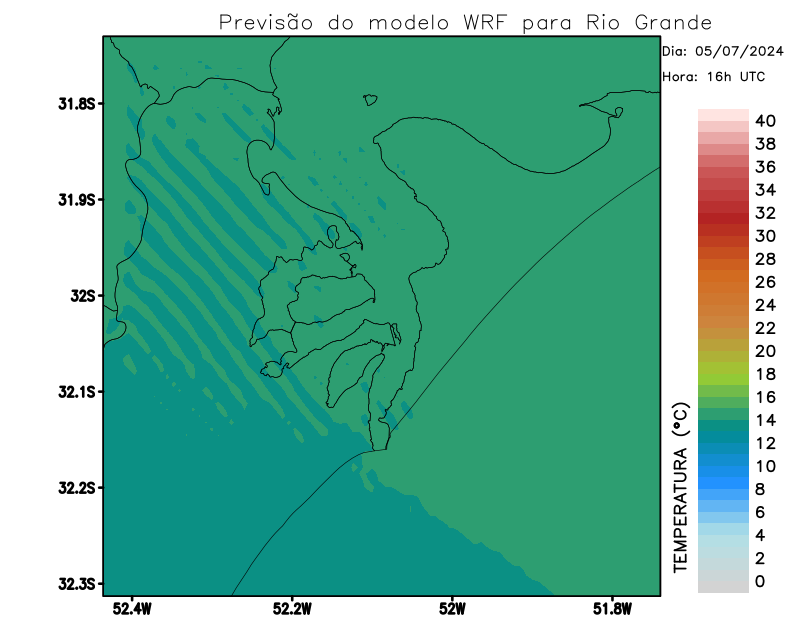 Previsão do modelo WRF para Rio Grande
Dia: 05/07/2024
Hora: 16h UTC
31.8S
31.9S
32S
32.1S
32.2S
32.3S
52.4W
52.2W
52W
51.8W
TEMPERATURA (°C)
40
38
36
34
32
30
28
26
24
22
20
18
16
14
12
10
8
6
4
2
0